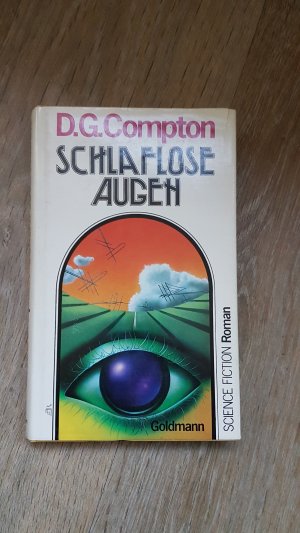 D.G.Compton
SCHLAFLOSE
AUGEN
SCIENCE FICTION Roman
Goldmann